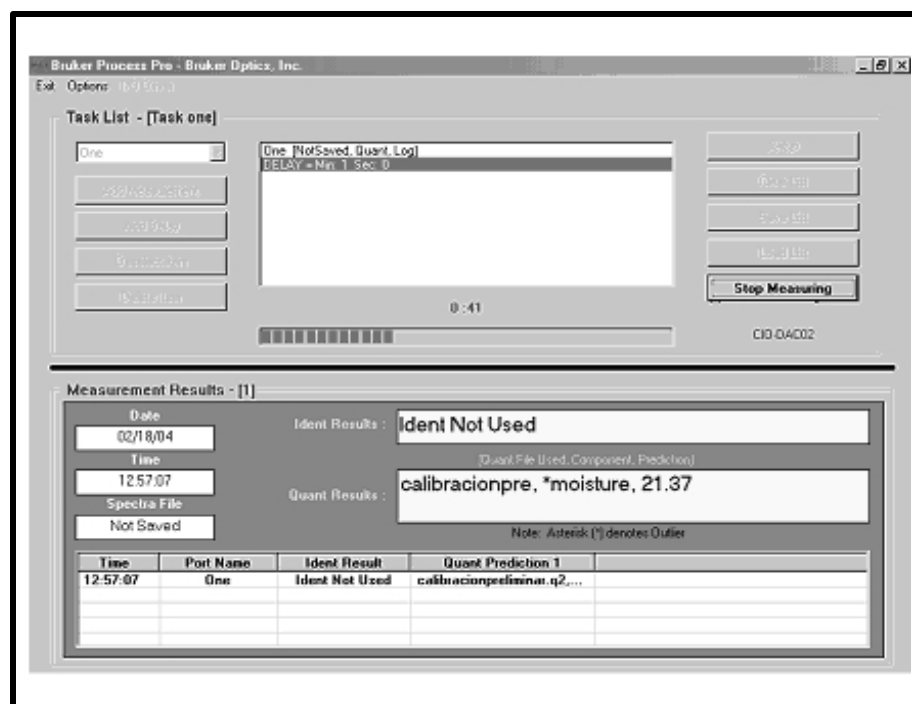 Bruker Process Pro - Bruker Optics, Inc.
Exit Options
Task List - [Task one]
One
One [NotSaved, Quant, Log]
DELAY = Min: 1 Sec: 0
Stop Measuring
0 :41
CIO-DAC02
Measurement Results - [1]
Date
02/18/04
Time
12:57:07
Spectra File
Not Saved
Ident Results :
Ident Not Used
[Quant File Used, Component, Prediction]
Quant Results :
calibracionpre, *moisture, 21.37
Note: Asterisk (*) denotes Outlier
Time Port Name Ident Result Quant Prediction 1
12:57:07 One Ident Not Used calibracionpreliminar.q2,...